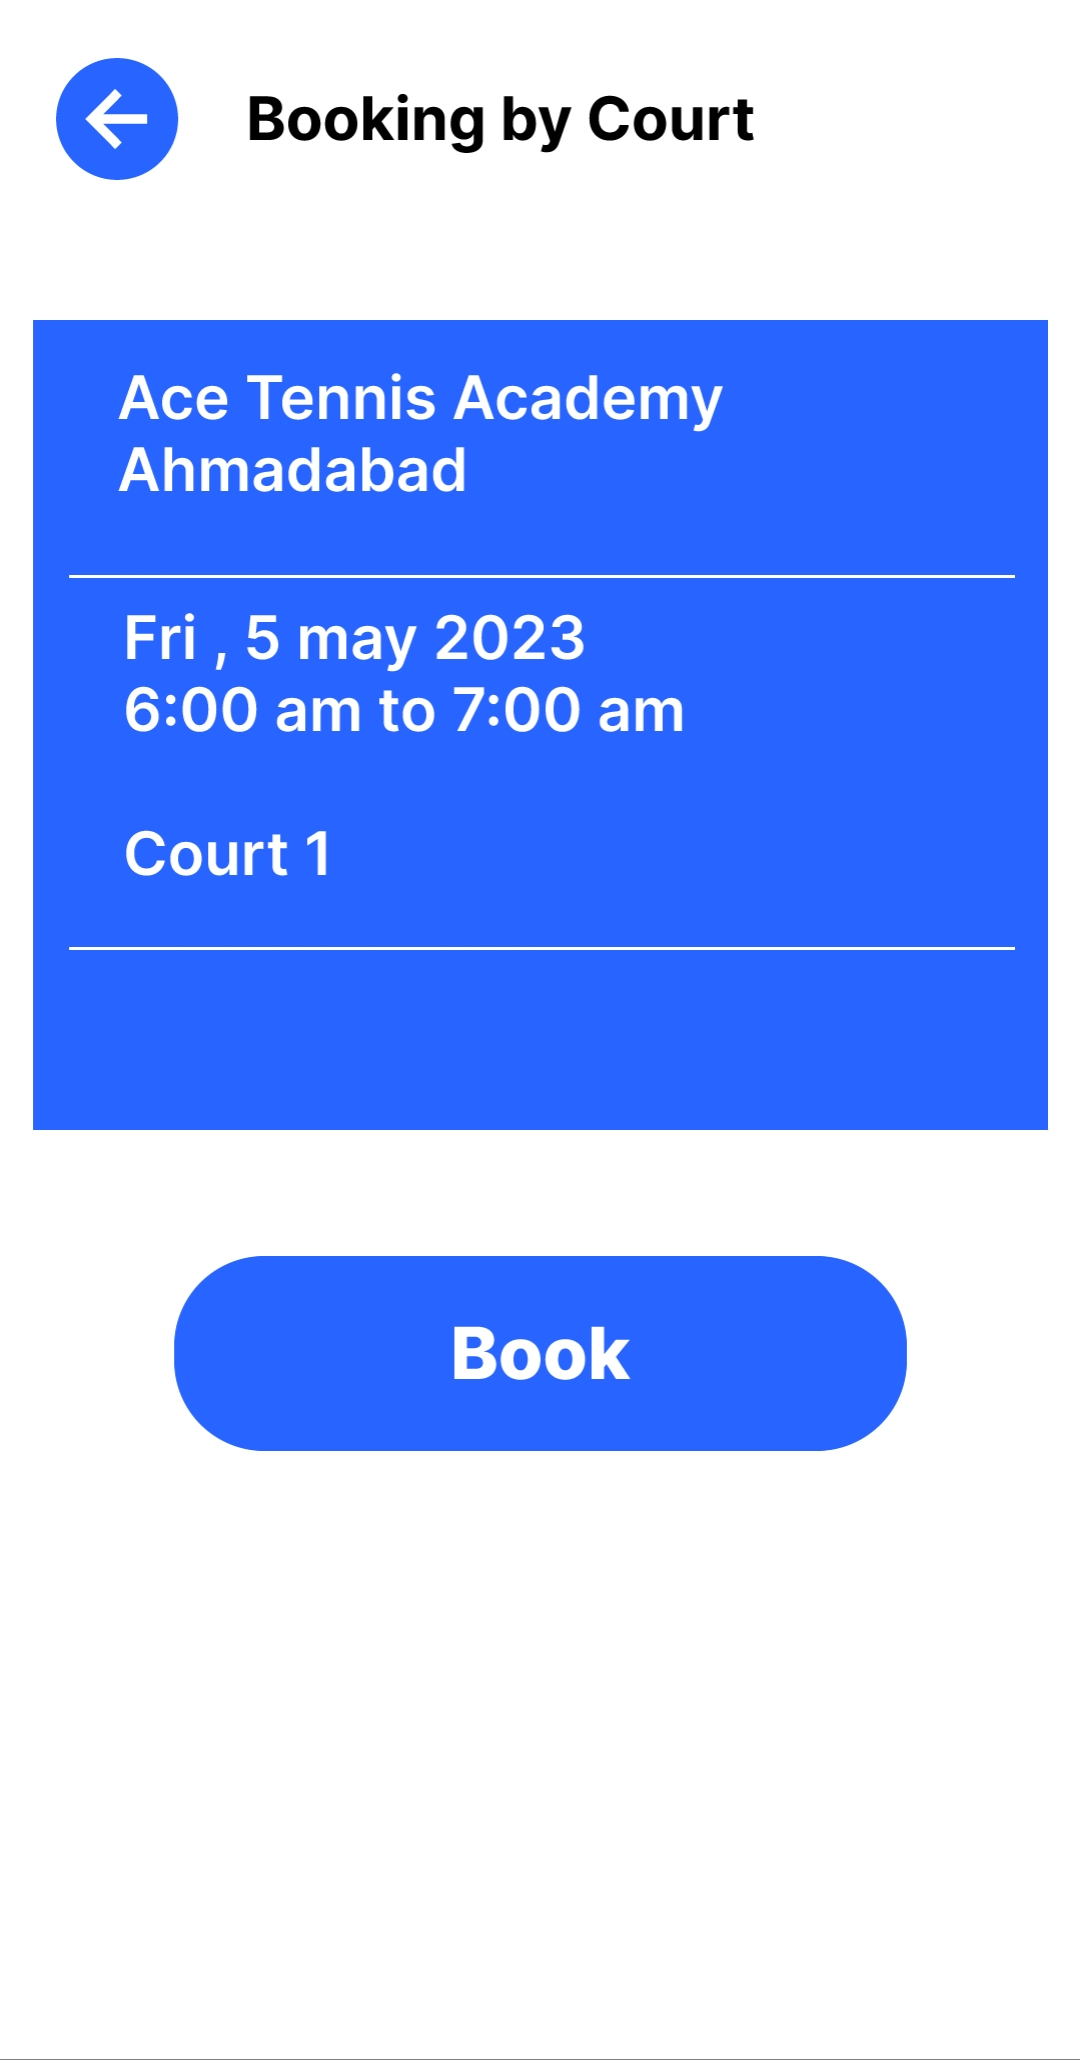 Booking by Court
Ace Tennis Academy
Ahmadabad
Fri , 5 may 2023
6:00 am to 7:00 am
Court 1
Book